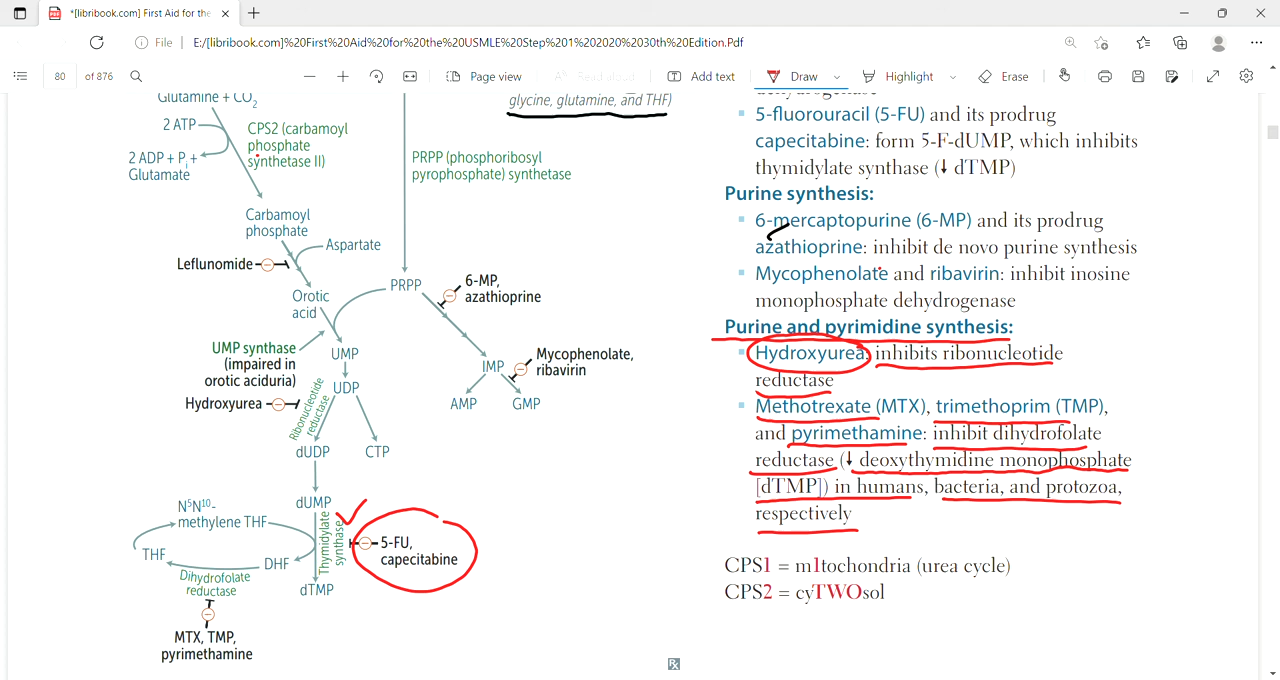 *[libribook.com] First Aid for the
File
E:/[libribook.com]%20First%20Aid%20for%20the%20USMLE%20Step%201%202020%2030th%20Edition.Pdf
80 of 876
Page view
Read aloud
Add text
Draw
Highlight
Erase
Glutamine + CO2
2 ATP
CPS2 (carbamoyl
phosphate
synthetase II)
2 ADP + Pi +
Glutamate
Carbamoyl
phosphate
Aspartate
Leflunomide
Orotic
acid
UMP synthase
(impaired in
orotic aciduria)
UMP
UDP
Hydroxyurea
Ribonucleotide
reductase
dUDP
CTP
dUMP
N5N10-
methylene THF
Thymidylate
synthase
5-FU,
capecitabine
THF
DHF
Dihydrofolate
reductase
dTMP
MTX, TMP,
pyrimethamine
glycine, glutamine, and THF)
PRPP (phosphoribosyl
pyrophosphate) synthetase
PRPP
6-MP,
azathioprine
Mycophenolate,
ribavirin
IMP
AMP
GMP
dehydrogenase
5-fluorouracil (5-FU) and its prodrug
capecitabine: form 5-F-dUMP, which inhibits
thymidylate synthase (↓ dTMP)
Purine synthesis:
6-mercaptopurine (6-MP) and its prodrug
azathioprine: inhibit de novo purine synthesis
Mycophenolate and ribavirin: inhibit inosine
monophosphate dehydrogenase
Purine and pyrimidine synthesis:
Hydroxyurea: inhibits ribonucleotide
reductase
Methotrexate (MTX), trimethoprim (TMP),
and pyrimethamine: inhibit dihydrofolate
reductase (↓ deoxythymidine monophosphate
[dTMP]) in humans, bacteria, and protozoa,
respectively
CPS1 = m1tochondria (urea cycle)
CPS2 = cyTWOsol
Rx